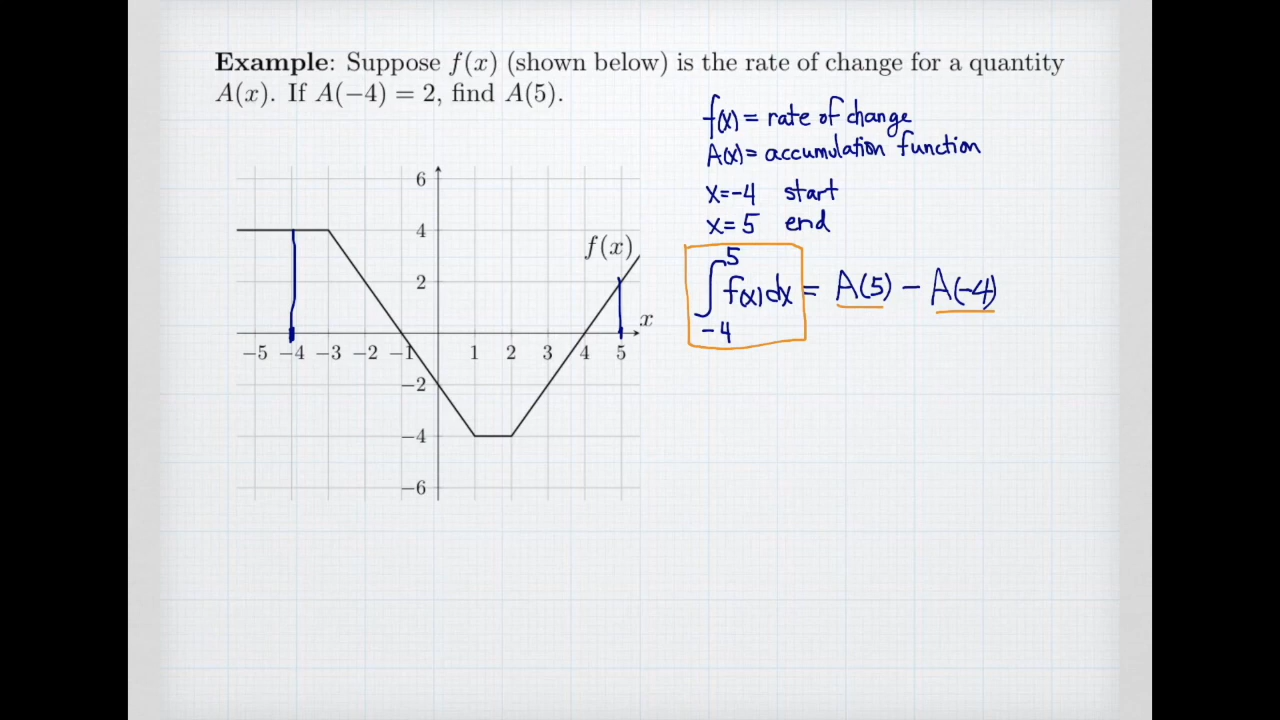 Example: Suppose f(x) (shown below) is the rate of change for a quantity
A(x). If A(−4) = 2, find A(5).
f(x) = rate of change
A(x) = accumulation function
x=-4 start
x= 5 end
∫_{-4}^{5} f(x) dx = A(5) − A(-4)
6
4
f(x)
2
x
−5 −4 −3 −2 −1 1 2 3 4 5
−2
−4
−6